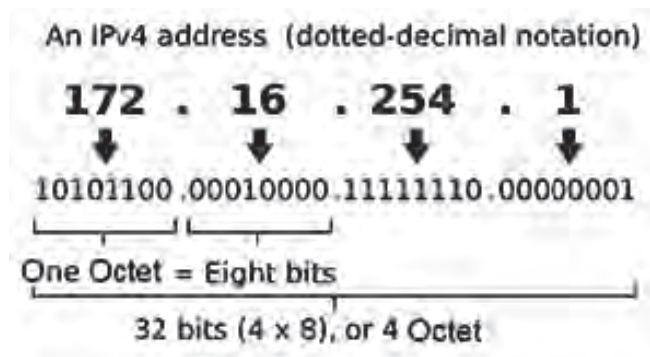 An IPv4 address (dotted-decimal notation)
172 . 16 . 254 . 1
10101100 .00010000 .11111110 .00000001
One Octet = Eight bits
32 bits (4 x 8), or 4 Octet